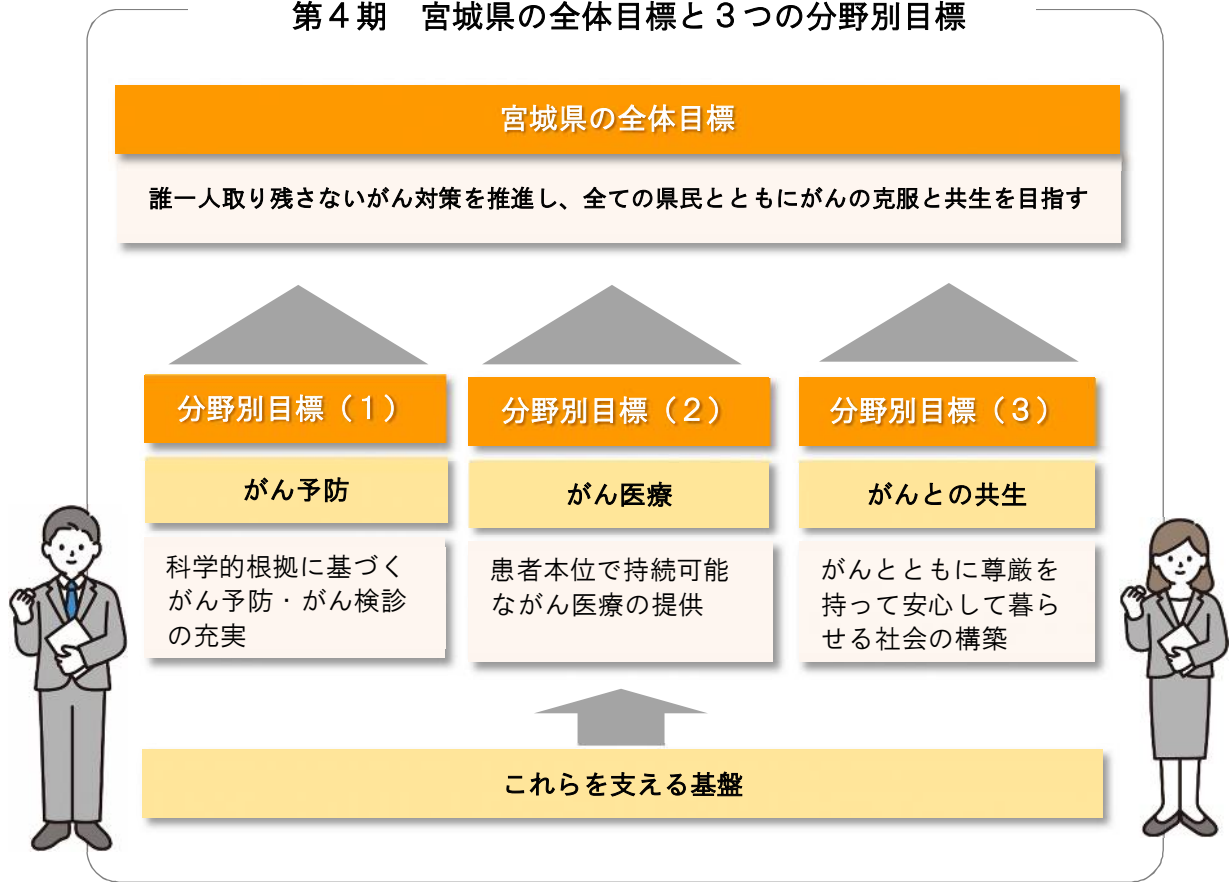 第４期　宮城県の全体目標と３つの分野別目標
宮城県の全体目標
誰一人取り残さないがん対策を推進し、全ての県民とともにがんの克服と共生を目指す
分野別目標（１）
がん予防
科学的根拠に基づく
がん予防・がん検診
の充実
分野別目標（２）
がん医療
患者本位で持続可能
ながん医療の提供
分野別目標（３）
がんとの共生
がんとともに尊厳を
持って安心して暮ら
せる社会の構築
これらを支える基盤